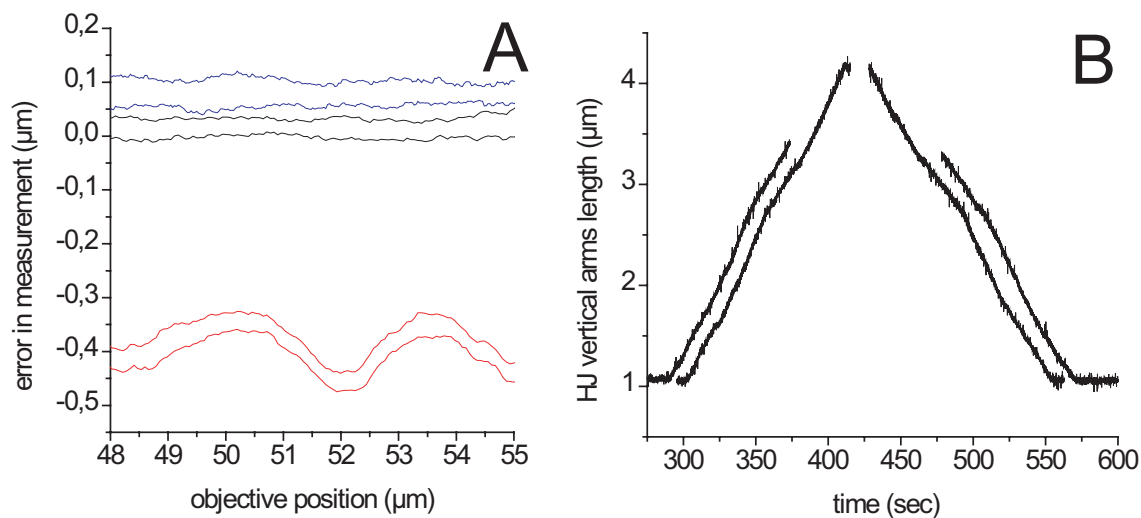 A
error in measurement (µm)
0,2
0,1
0,0
-0,1
-0,2
-0,3
-0,4
-0,5
48 49 50 51 52 53 54 55
objective position (µm)
B
HJ vertical arms length (µm)
4
3
2
1
300 350 400 450 500 550 600
time (sec)